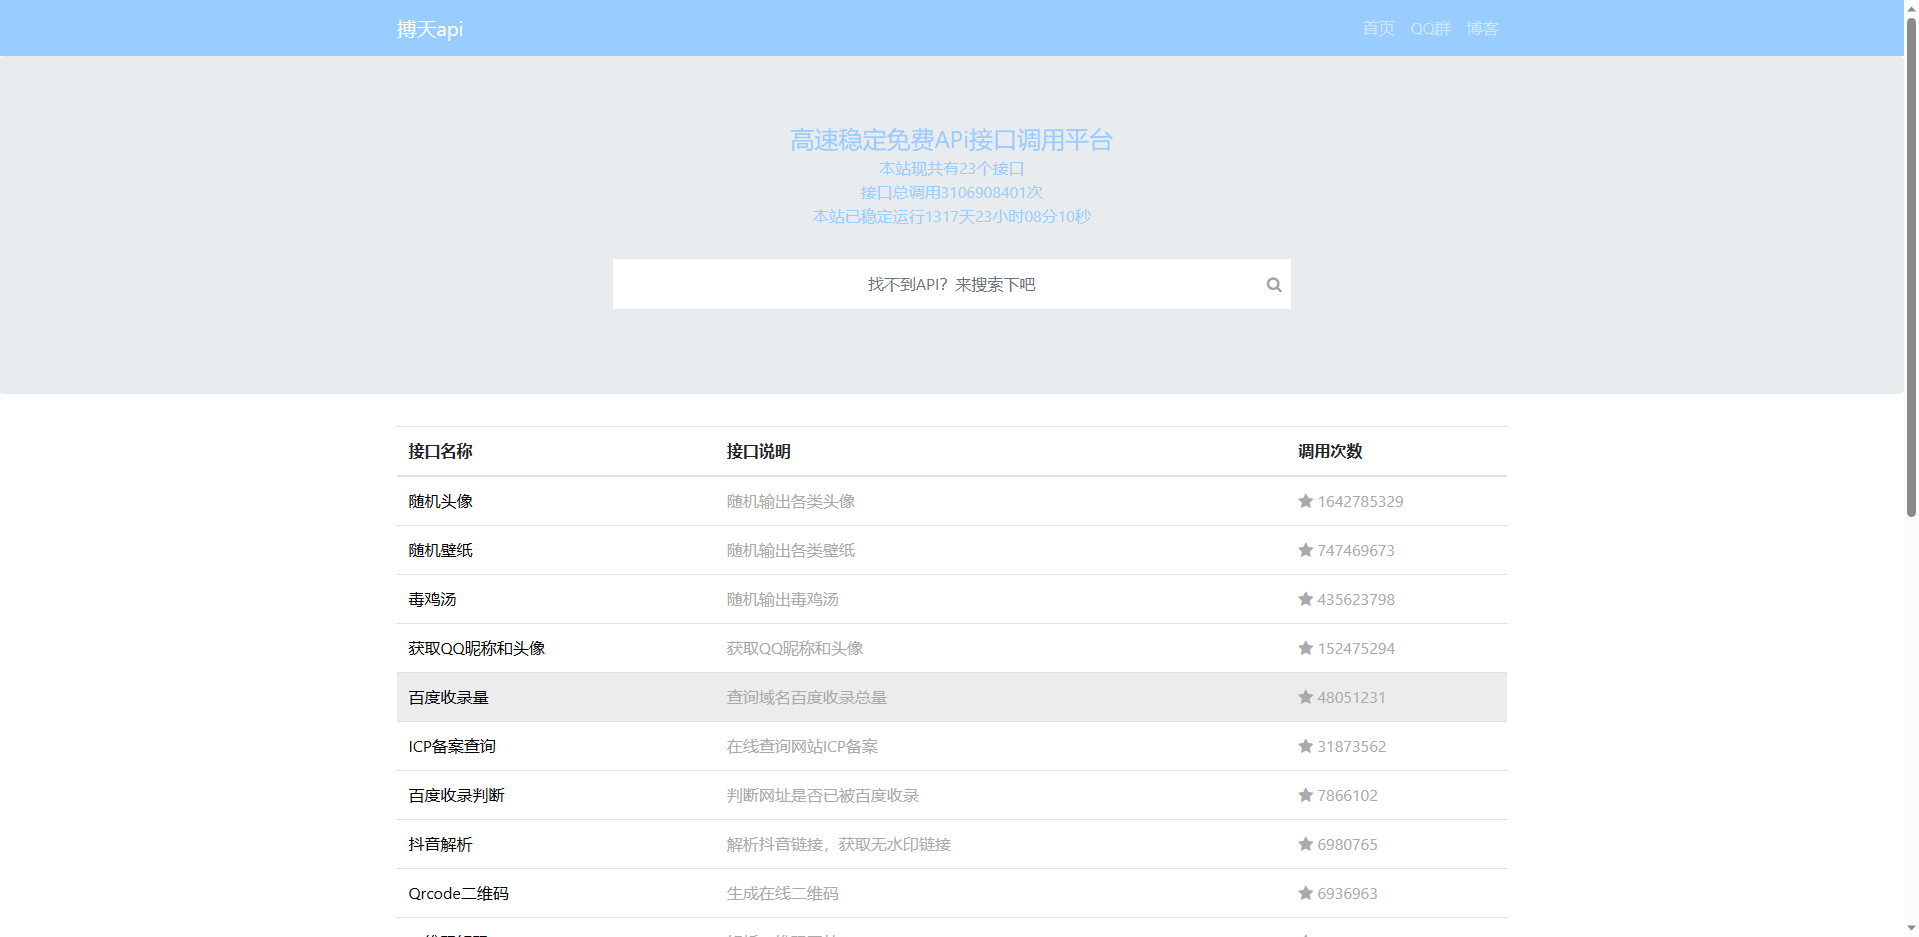 搏天api
首页 QQ群 博客
高速稳定免费APi接口调用平台
本站现共有23个接口
接口总调用3106908401次
本站已稳定运行1317天23小时08分10秒
找不到API？来搜索下吧
接口名称 接口说明 调用次数
随机头像 随机输出各类头像 1642785329
随机壁纸 随机输出各类壁纸 747469673
毒鸡汤 随机输出毒鸡汤 435623798
获取QQ昵称和头像 获取QQ昵称和头像 152475294
百度收录量 查询域名百度收录总量 48051231
ICP备案查询 在线查询网站ICP备案 31873562
百度收录判断 判断网址是否已被百度收录 7866102
抖音解析 解析抖音链接，获取无水印链接 6980765
Qrcode二维码 生成在线二维码 6936963